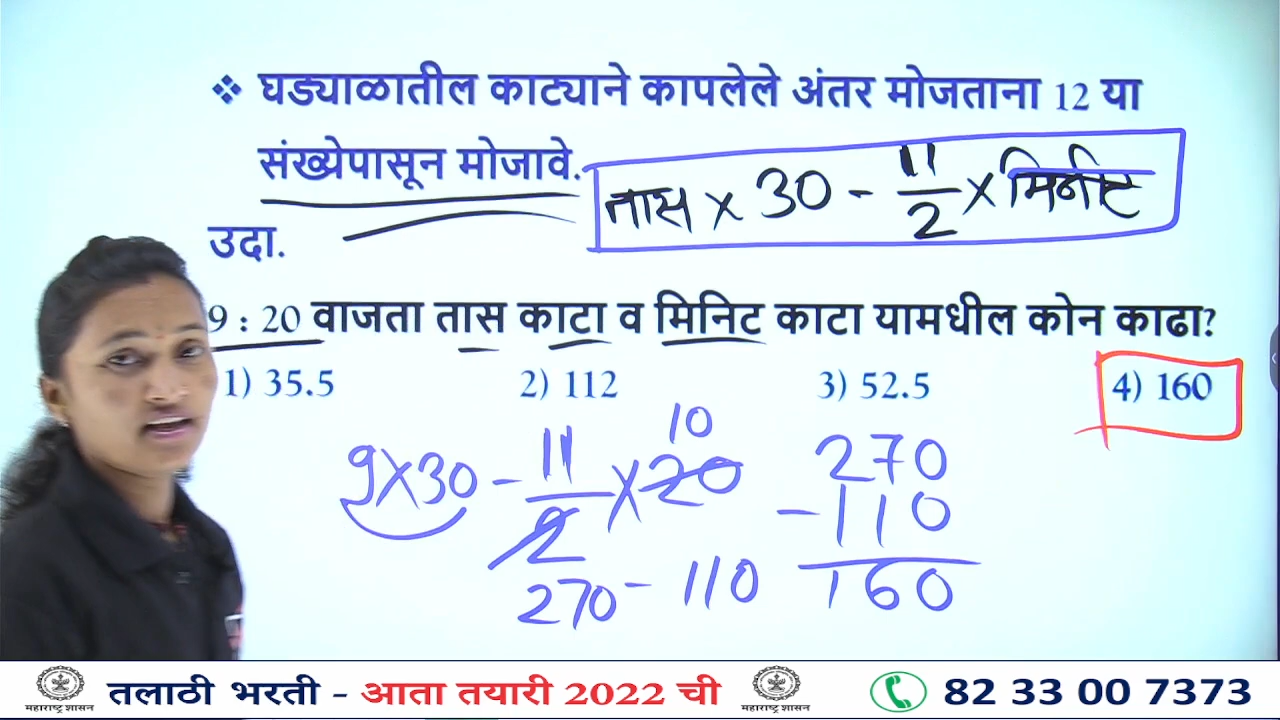 ❖ घड्याळातील काट्याने कापलेले अंतर मोजताना 12 या
संख्येपासून मोजावे.
तास × 30 - 11/2 × मिनीट
उदा.
9 : 20 वाजता तास काटा व मिनिट काटा यामधील कोन काढा?
1) 35.5 2) 112 3) 52.5 4) 160
9×30 - 11/2 × 20 10
270 - 110
270
-110
160
तलाठी भरती - आता तयारी 2022 ची 82 33 00 7373
महाराष्ट्र शासन महाराष्ट्र शासन